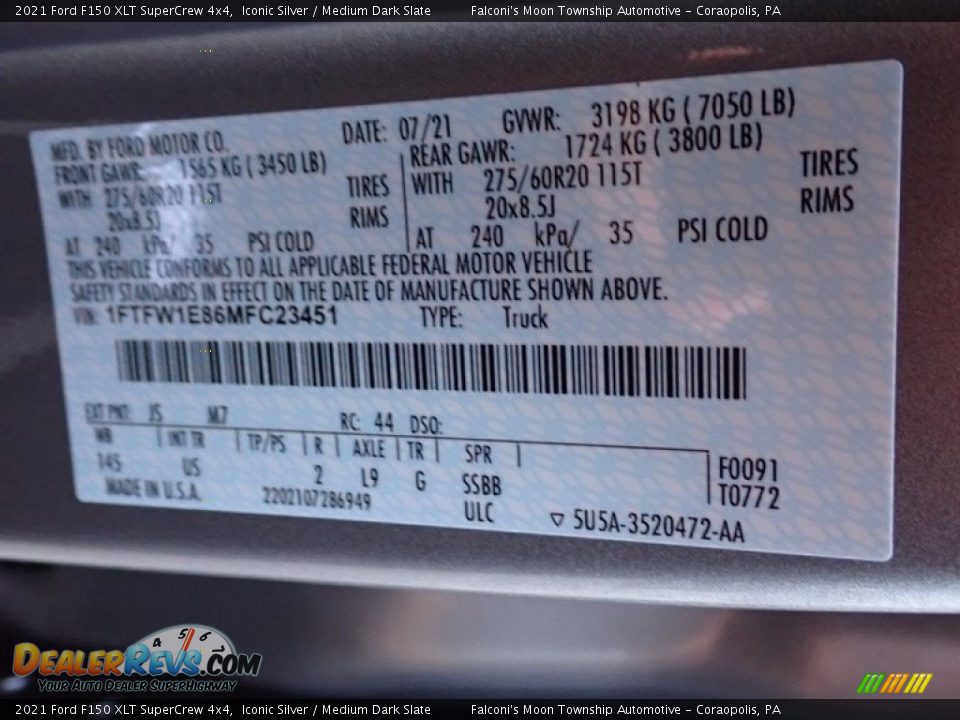 2021 Ford F150 XLT SuperCrew 4x4, Iconic Silver / Medium Dark Slate Falconi's Moon Township Automotive - Coraopolis, PA
MFD. BY FORD MOTOR CO. DATE: 07/21 GVWR: 3198 KG ( 7050 LB)
FRONT GAWR: 1565 KG ( 3450 LB) REAR GAWR: 1724 KG ( 3800 LB)
WITH 275/60R20 115T TIRES WITH 275/60R20 115T TIRES
20x8.5J RIMS 20x8.5J RIMS
AT 240 kPa/ 35 PSI COLD AT 240 kPa/ 35 PSI COLD
THIS VEHICLE CONFORMS TO ALL APPLICABLE FEDERAL MOTOR VEHICLE
SAFETY STANDARDS IN EFFECT ON THE DATE OF MANUFACTURE SHOWN ABOVE.
VIN: 1FTFW1E86MFC23451 TYPE: Truck
EXT PNT: JS M7 RC: 44 DSO:
WB INT TR TP/PS R AXLE TR SPR
145 US 2 L9 G SSBB F0091
MADE IN U.S.A. 2202107286949 ULC T0772
▽ 5U5A-3520472-AA
4 5 6
DEALERREVS.COM
YOUR AUTO DEALER SUPERHIGHWAY
2021 Ford F150 XLT SuperCrew 4x4, Iconic Silver / Medium Dark Slate Falconi's Moon Township Automotive - Coraopolis, PA